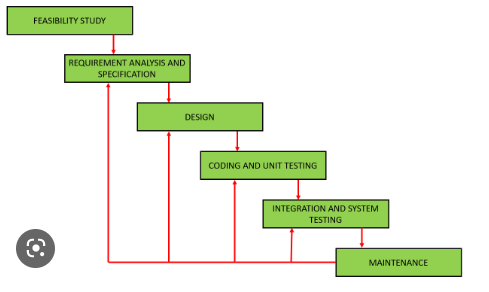 FEASIBILITY STUDY
REQUIREMENT ANALYSIS AND
SPECIFICATION
DESIGN
CODING AND UNIT TESTING
INTEGRATION AND SYSTEM
TESTING
MAINTENANCE